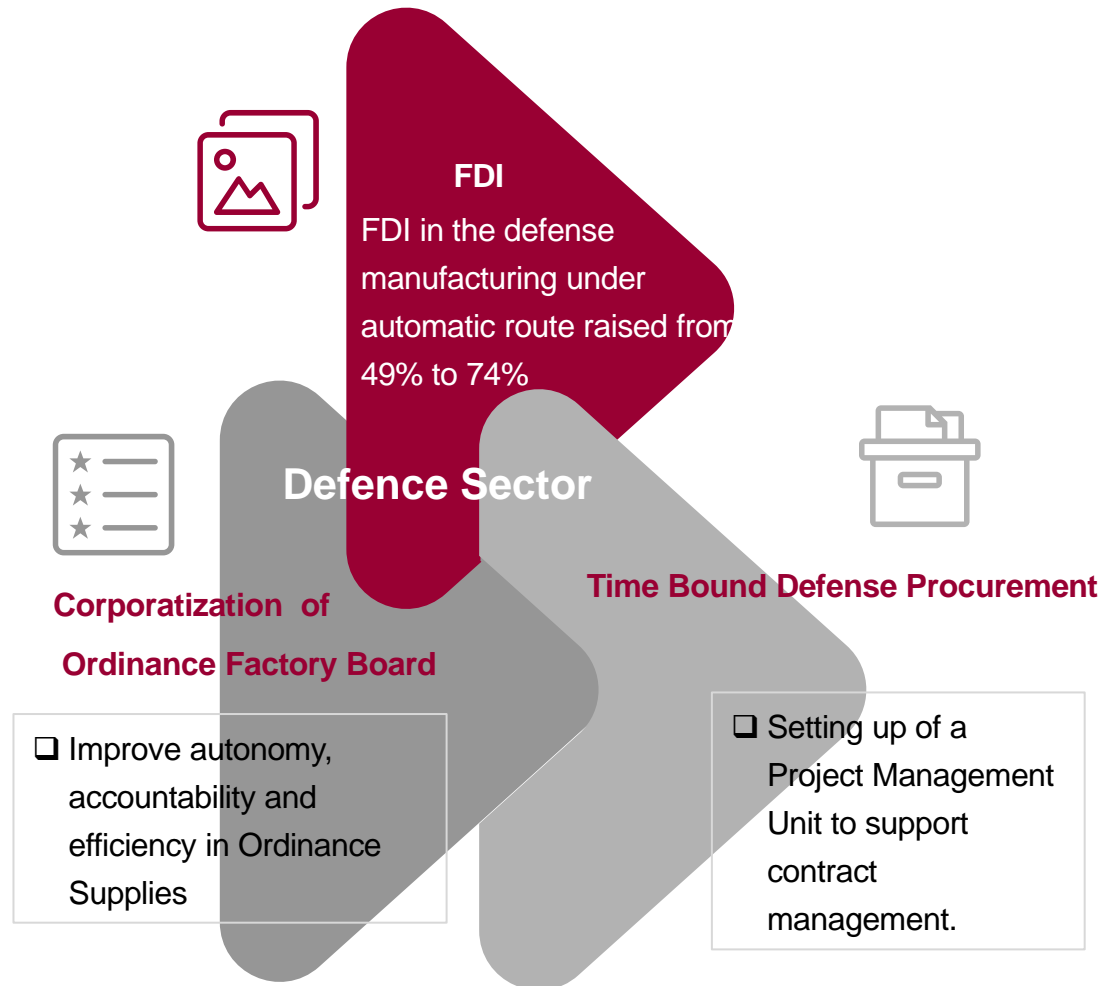 FDI
FDI in the defense
manufacturing under
automatic route raised from
49% to 74%
Defence Sector
Corporatization of
Ordinance Factory Board
❑ Improve autonomy,
accountability and
efficiency in Ordinance
Supplies
Time Bound Defense Procurement
❑ Setting up of a
Project Management
Unit to support
contract
management.